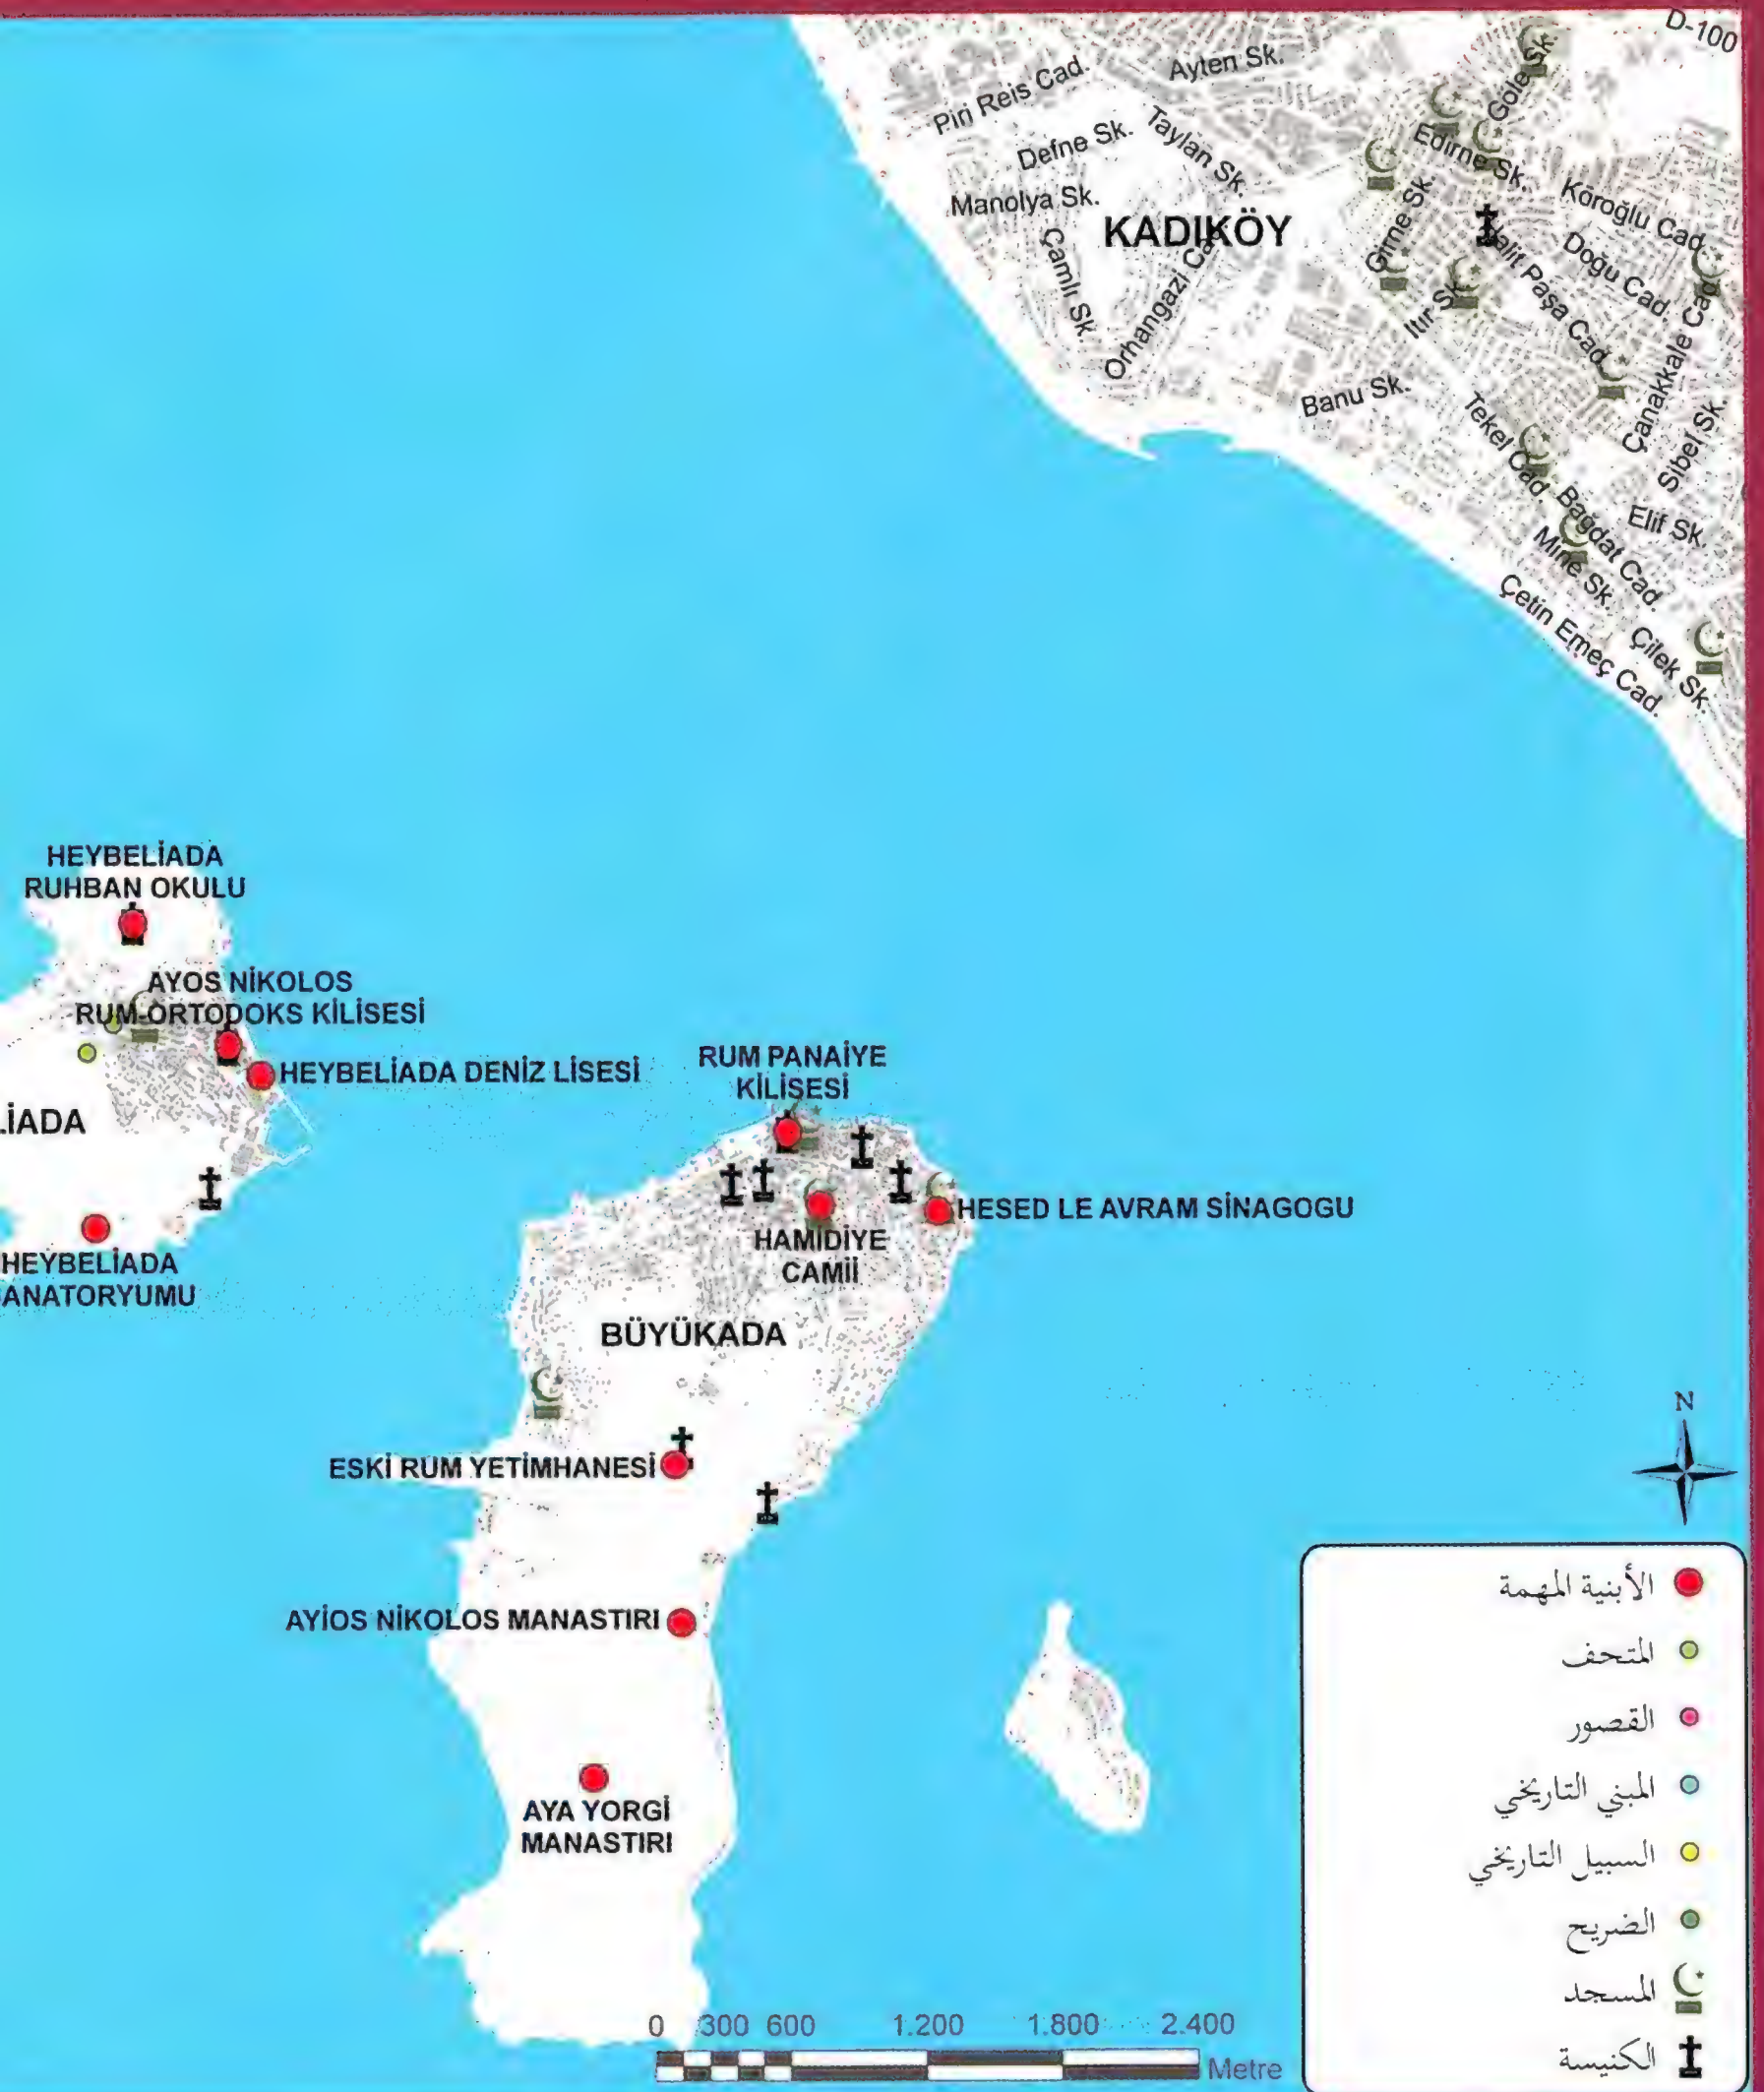 D-100
Göle Sk.
Ayten Sk.
Piri Reis Cad.
Taylan Sk.
Defne Sk.
Edirne Sk.
Manolya Sk.
Köroğlu Cad.
KADIKÖY
Girne Sk.
Doğu Cad.
Çamlı Sk.
Orhangazi Cad.
Itır Sk.
Paşa Cad.
Çanakkale Cad.
Banu Sk.
Tekel Cad.
Sibel Sk.
Bağdat Cad.
Elif Sk.
Mine Sk.
Çetin Emeç Cad.
Çilek Sk.
HEYBELİADA
RUHBAN OKULU
AYOS NİKOLOS
RUM-ORTODOKS KİLİSESİ
HEYBELİADA DENİZ LİSESİ
LİADA
HEYBELİADA
ANATORYUMU
RUM PANAİYE
KİLİSESİ
HESED LE AVRAM SİNAGOGU
HAMİDİYE
CAMİİ
BÜYÜKADA
ESKİ RUM YETİMHANESİ
AYİOS NİKOLOS MANASTIRI
AYA YORGİ
MANASTIRI
N
الأبنية المهمة
المتحف
القصور
المبني التاريخي
السبيل التاريخي
الضريح
المسجد
الكنيسة
0 300 600 1.200 1.800 2.400
Metre